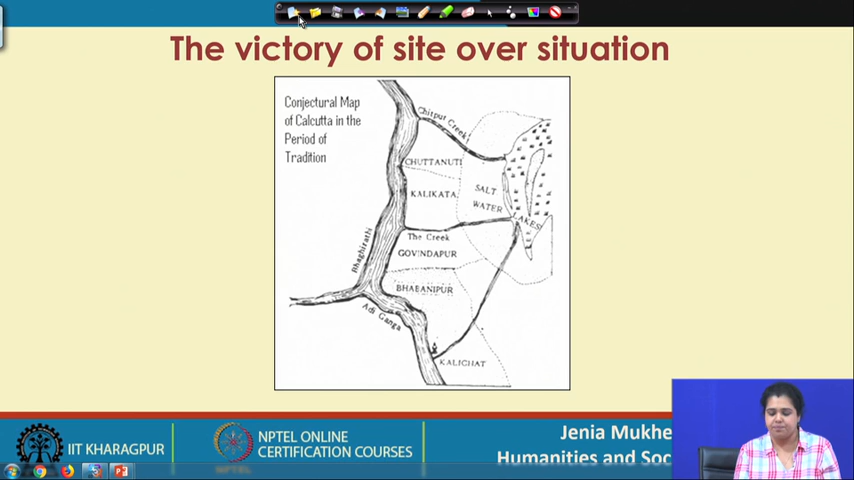 The victory of site over situation
Conjectural Map
of Calcutta in the
Period of
Tradition
Chitput Creek
CHUTTANUTI
KALIKATA
SALT
WATER
LAKES
The Creek
GOVINDAPUR
Bhaghirathi
BHABANIPUR
Adi Ganga
KALIGHAT
IIT KHARAGPUR
NPTEL ONLINE
CERTIFICATION COURSES
Jenia Mukhe
Humanities and Soc